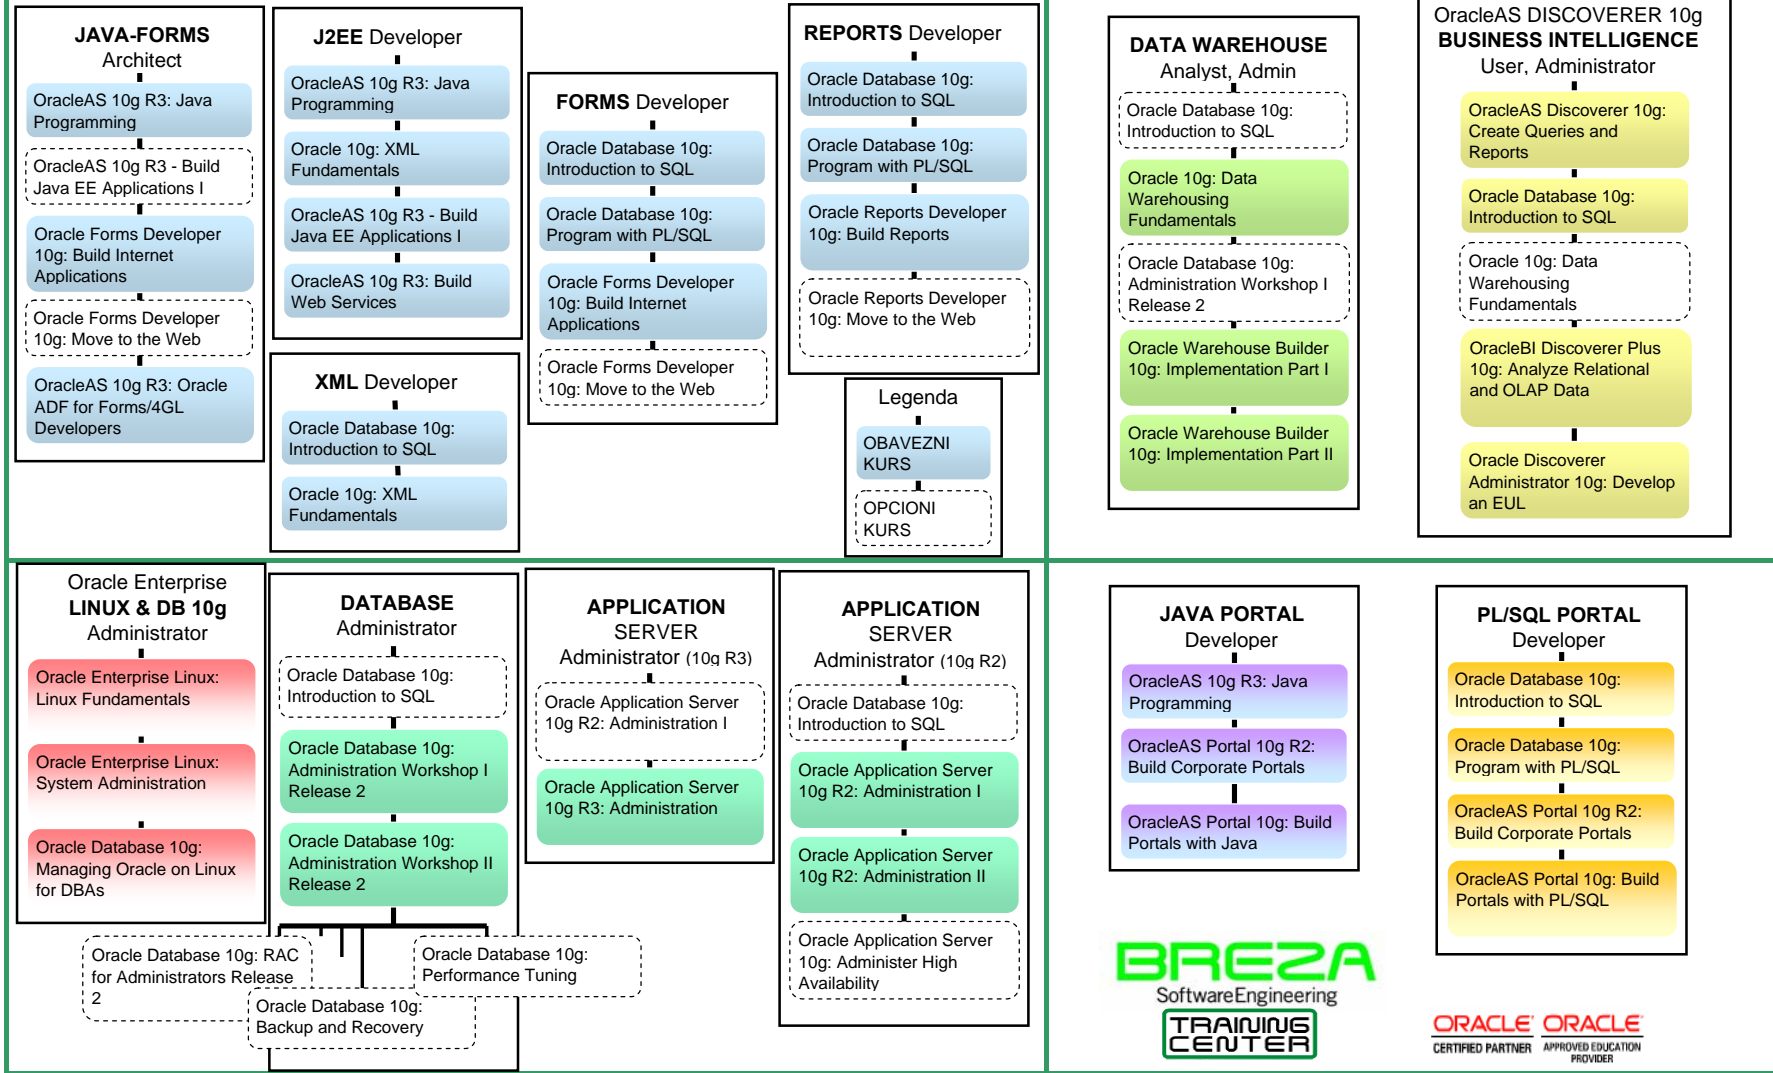 JAVA-FORMS
Architect
OracleAS 10g R3: Java
Programming
OracleAS 10g R3 - Build
Java EE Applications I
Oracle Forms Developer
10g: Build Internet
Applications
Oracle Forms Developer
10g: Move to the Web
OracleAS 10g R3: Oracle
ADF for Forms/4GL
Developers
J2EE Developer
OracleAS 10g R3: Java
Programming
Oracle 10g: XML
Fundamentals
OracleAS 10g R3 - Build
Java EE Applications I
OracleAS 10g R3: Build
Web Services
XML Developer
Oracle Database 10g:
Introduction to SQL
Oracle 10g: XML
Fundamentals
FORMS Developer
Oracle Database 10g:
Introduction to SQL
Oracle Database 10g:
Program with PL/SQL
Oracle Forms Developer
10g: Build Internet
Applications
Oracle Forms Developer
10g: Move to the Web
REPORTS Developer
Oracle Database 10g:
Introduction to SQL
Oracle Database 10g:
Program with PL/SQL
Oracle Reports Developer
10g: Build Reports
Oracle Reports Developer
10g: Move to the Web
Legenda
OBAVEZNI
KURS
OPCIONI
KURS
DATA WAREHOUSE
Analyst, Admin
Oracle Database 10g:
Introduction to SQL
Oracle 10g: Data
Warehousing
Fundamentals
Oracle Database 10g:
Administration Workshop I
Release 2
Oracle Warehouse Builder
10g: Implementation Part I
Oracle Warehouse Builder
10g: Implementation Part II
OracleAS DISCOVERER 10g
BUSINESS INTELLIGENCE
User, Administrator
OracleAS Discoverer 10g:
Create Queries and
Reports
Oracle Database 10g:
Introduction to SQL
Oracle 10g: Data
Warehousing
Fundamentals
OracleBI Discoverer Plus
10g: Analyze Relational
and OLAP Data
Oracle Discoverer
Administrator 10g: Develop
an EUL
Oracle Enterprise
LINUX & DB 10g
Administrator
Oracle Enterprise Linux:
Linux Fundamentals
Oracle Enterprise Linux:
System Administration
Oracle Database 10g:
Managing Oracle on Linux
for DBAs
DATABASE
Administrator
Oracle Database 10g:
Introduction to SQL
Oracle Database 10g:
Administration Workshop I
Release 2
Oracle Database 10g:
Administration Workshop II
Release 2
Oracle Database 10g: RAC
for Administrators Release
2
Oracle Database 10g:
Backup and Recovery
Oracle Database 10g:
Performance Tuning
APPLICATION
SERVER
Administrator (10g R3)
Oracle Application Server
10g R2: Administration I
Oracle Application Server
10g R3: Administration
APPLICATION
SERVER
Administrator (10g R2)
Oracle Database 10g:
Introduction to SQL
Oracle Application Server
10g R2: Administration I
Oracle Application Server
10g R2: Administration II
Oracle Application Server
10g: Administer High
Availability
JAVA PORTAL
Developer
OracleAS 10g R3: Java
Programming
OracleAS Portal 10g R2:
Build Corporate Portals
OracleAS Portal 10g: Build
Portals with Java
PL/SQL PORTAL
Developer
Oracle Database 10g:
Introduction to SQL
Oracle Database 10g:
Program with PL/SQL
OracleAS Portal 10g R2:
Build Corporate Portals
OracleAS Portal 10g: Build
Portals with PL/SQL
BREZA
SoftwareEngineering
TRAINING
CENTER
ORACLE
CERTIFIED PARTNER
ORACLE
APPROVED EDUCATION
PROVIDER